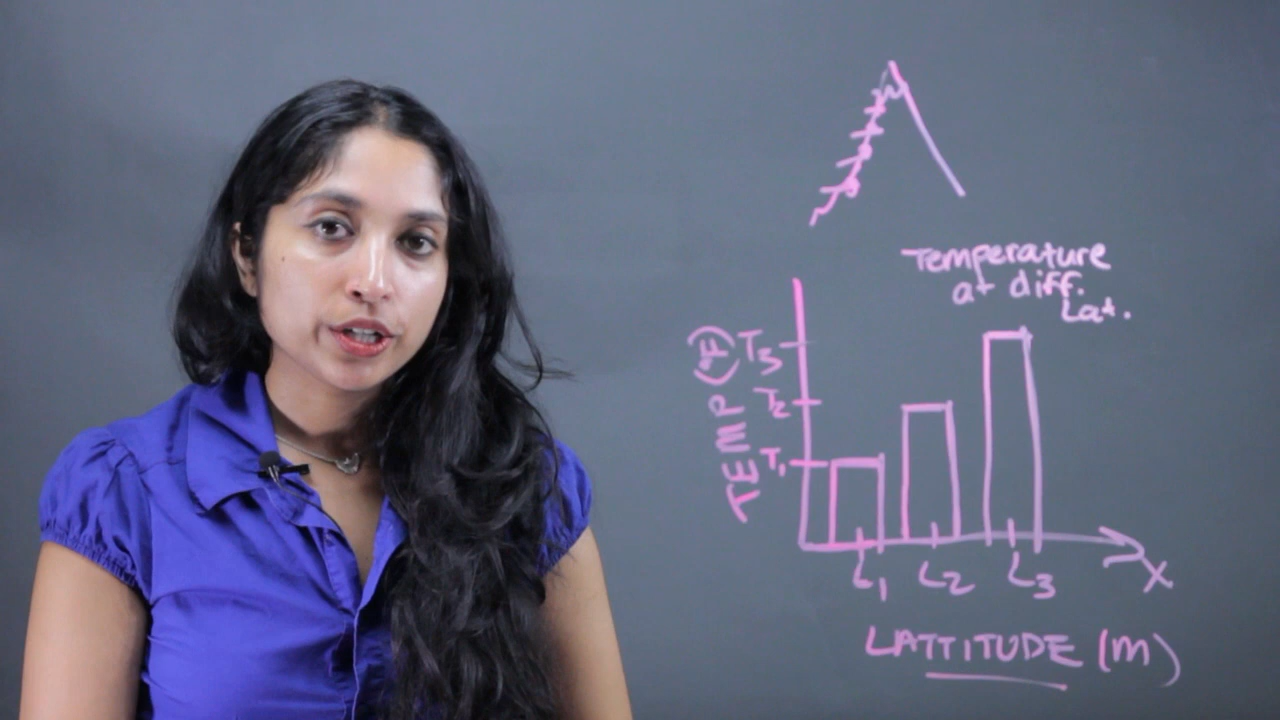 Temperature
at diff.
Lat.
T3
T2
T1
TEMP (°F)
L1 L2 L3
X
LATTITUDE (m)